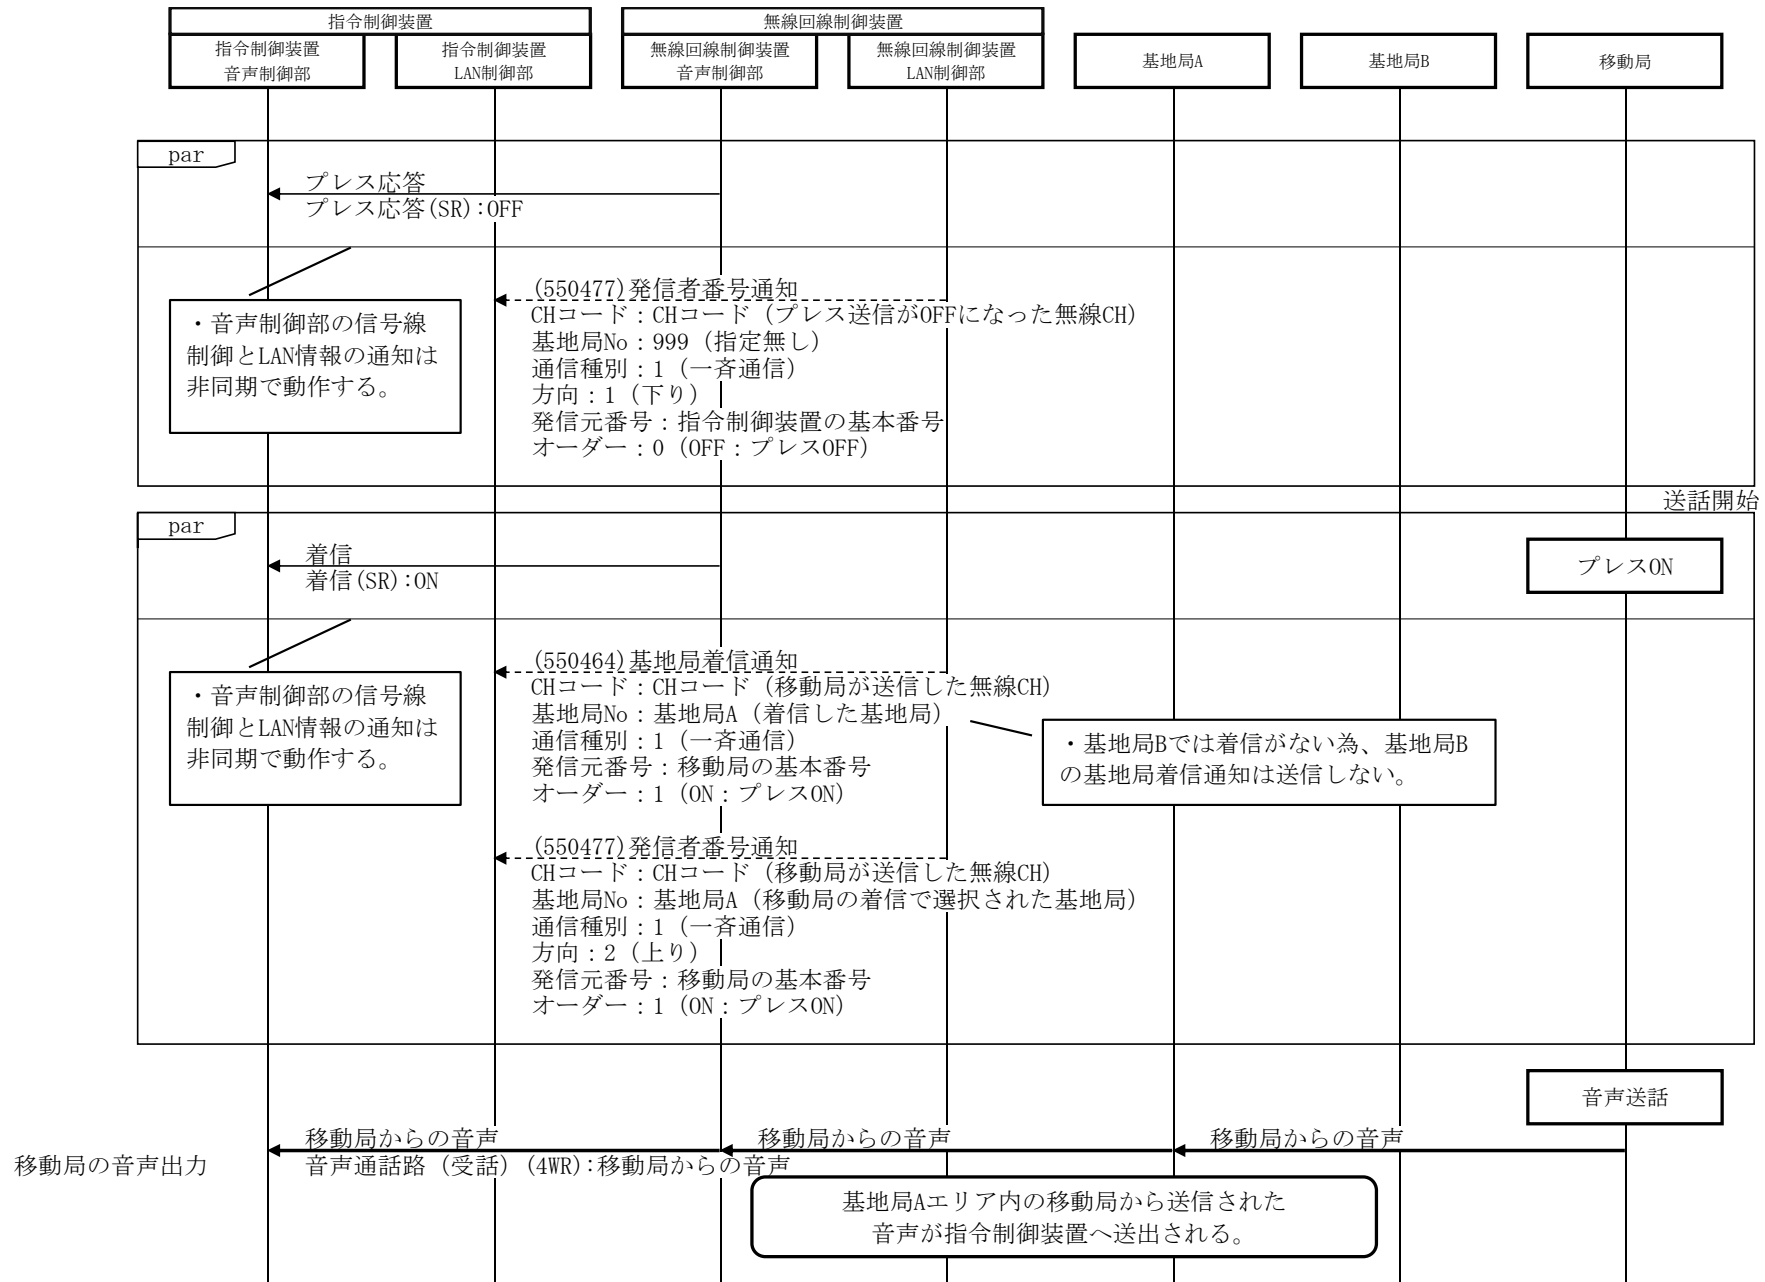 指令制御装置
無線回線制御装置
指令制御装置
音声制御部
指令制御装置
LAN制御部
無線回線制御装置
音声制御部
無線回線制御装置
LAN制御部
基地局A
基地局B
移動局
par
プレス応答
プレス応答(SR):OFF
・音声制御部の信号線
制御とLAN情報の通知は
非同期で動作する。
(550477)発信者番号通知
CHコード：CHコード（プレス送信がOFFになった無線CH）
基地局No：999（指定無し）
通信種別：1（一斉通信）
方向：1（下り）
発信元番号：指令制御装置の基本番号
オーダー：0（OFF：プレスOFF）
送話開始
par
着信
着信(SR):ON
プレスON
・音声制御部の信号線
制御とLAN情報の通知は
非同期で動作する。
(550464)基地局着信通知
CHコード：CHコード（移動局が送信した無線CH）
基地局No：基地局A（着信した基地局）
通信種別：1（一斉通信）
発信元番号：移動局の基本番号
オーダー：1（ON：プレスON）
・基地局Bでは着信がない為、基地局B
の基地局着信通知は送信しない。
(550477)発信者番号通知
CHコード：CHコード（移動局が送信した無線CH）
基地局No：基地局A（移動局の着信で選択された基地局）
通信種別：1（一斉通信）
方向：2（上り）
発信元番号：移動局の基本番号
オーダー：1（ON：プレスON）
音声送話
移動局からの音声
移動局からの音声
移動局からの音声
移動局の音声出力
音声通話路（受話）(4WR):移動局からの音声
基地局Aエリア内の移動局から送信された
音声が指令制御装置へ送出される。